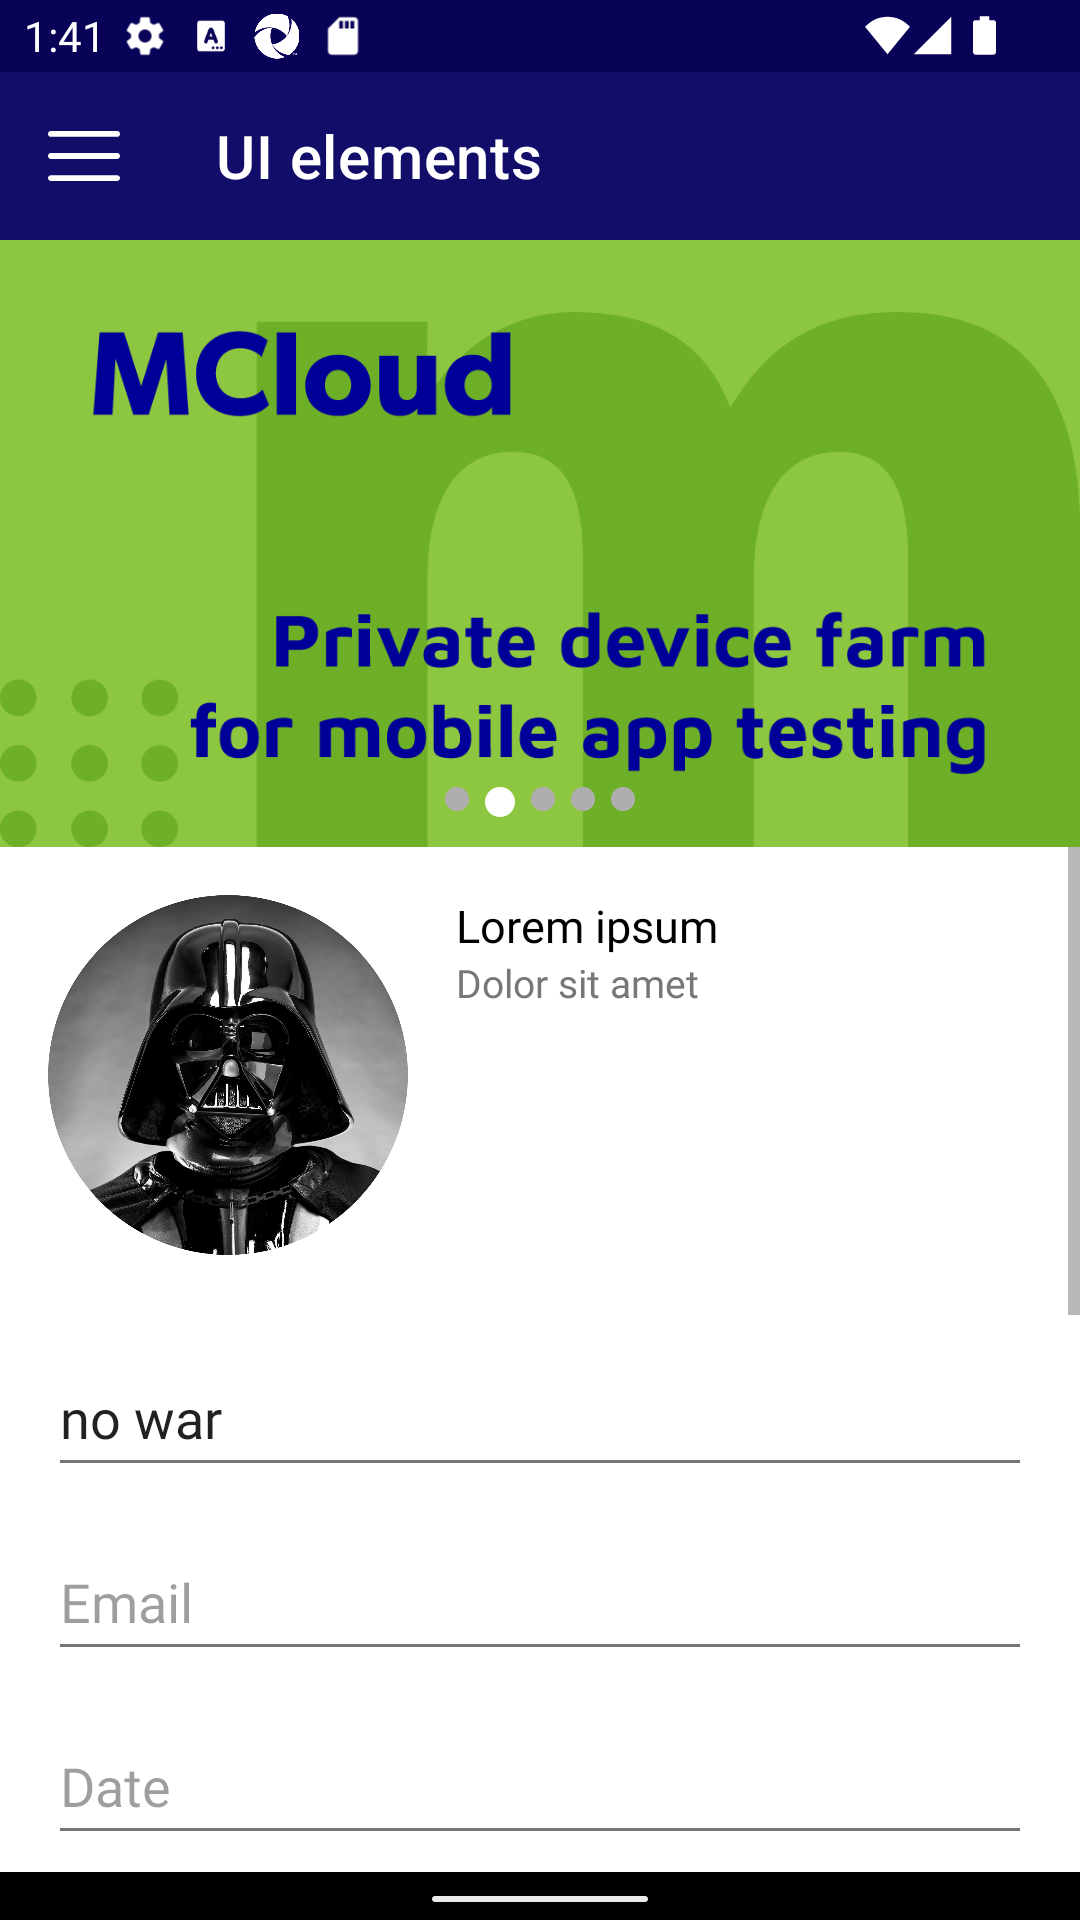 1:41
UI elements
MCloud
Private device farm
for mobile app testing
Lorem ipsum
Dolor sit amet
no war
Email
Date